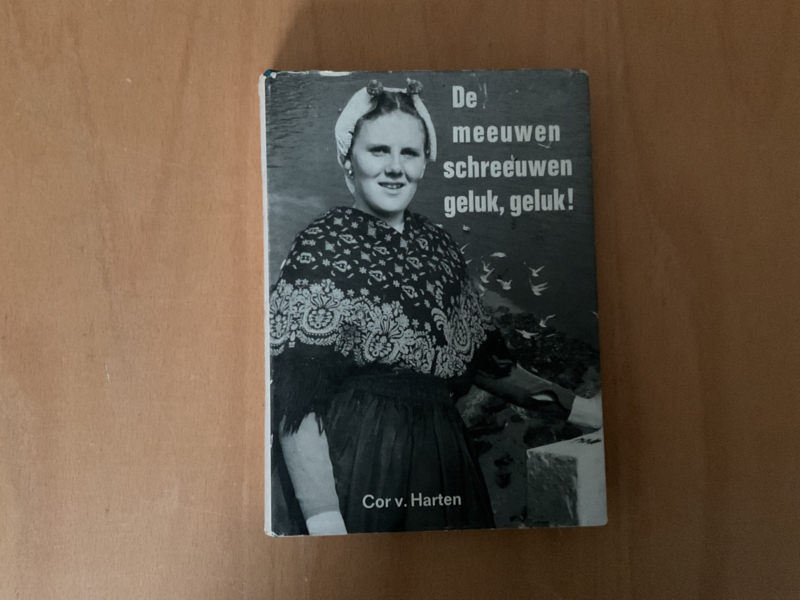 De
meeuwen
schreeuwen
geluk, geluk!
Cor v. Harten